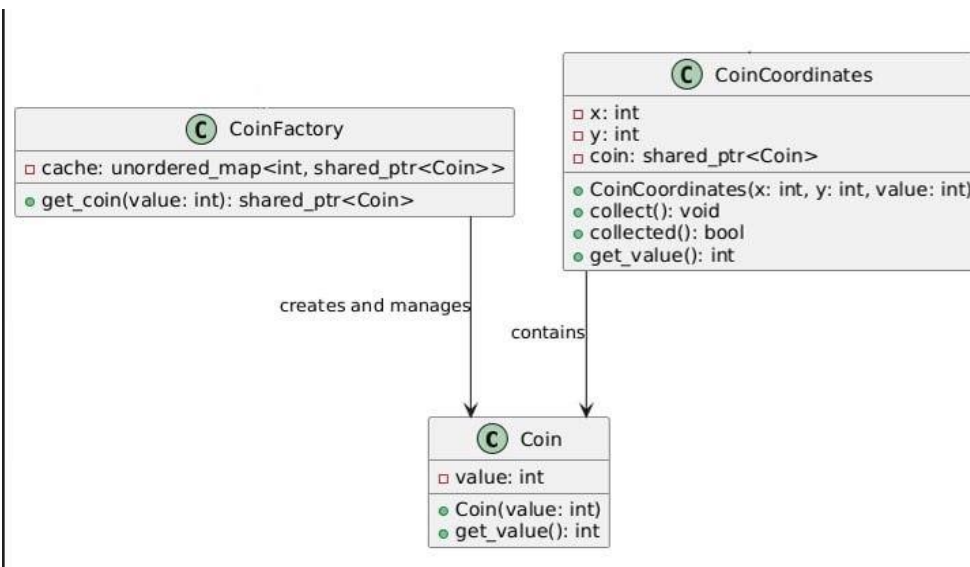 C CoinFactory
cache: unordered_map<int, shared_ptr<Coin>>
get_coin(value: int): shared_ptr<Coin>
C CoinCoordinates
x: int
y: int
coin: shared_ptr<Coin>
CoinCoordinates(x: int, y: int, value: int)
collect(): void
collected(): bool
get_value(): int
creates and manages
contains
C Coin
value: int
Coin(value: int)
get_value(): int